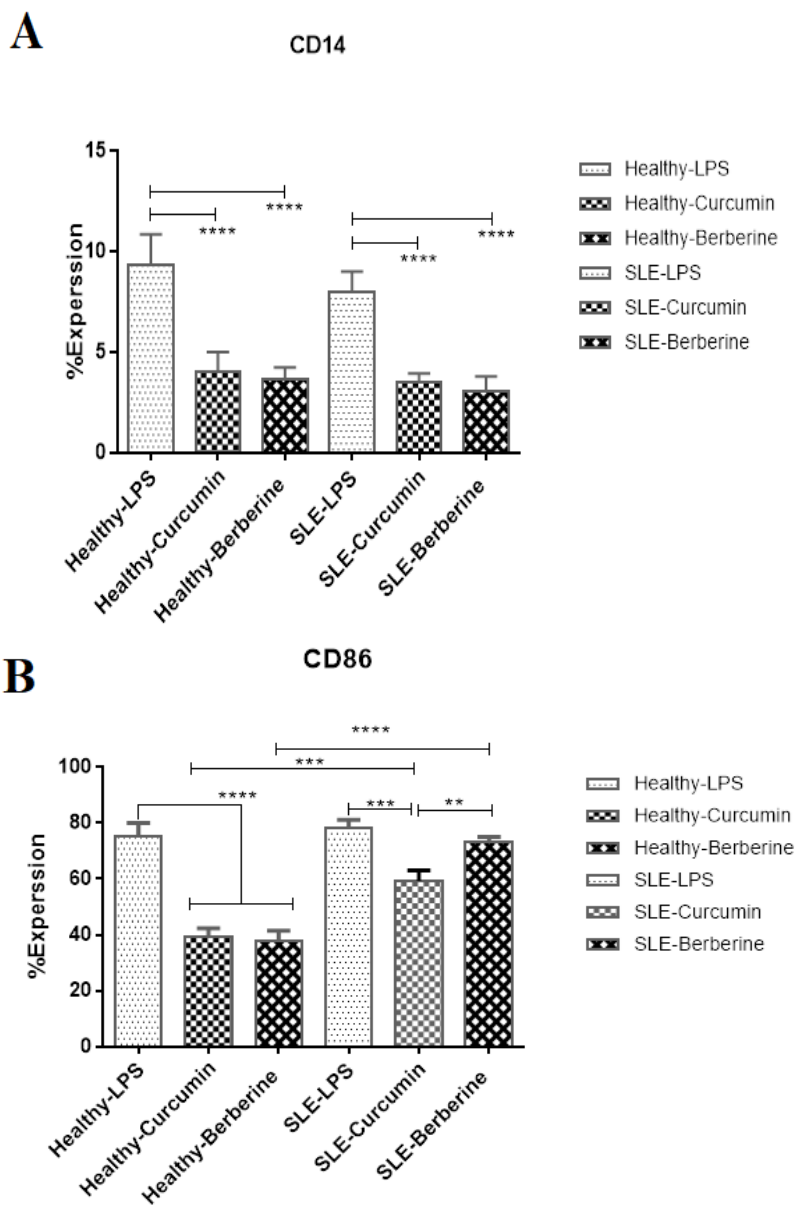 A
CD14
15
10
5
0
%Experssion
****
****
****
****
Healthy-LPS
Healthy-Curcumin
Healthy-Berberine
SLE-LPS
SLE-Curcumin
SLE-Berberine
Healthy-LPS
Healthy-Curcumin
Healthy-Berberine
SLE-LPS
SLE-Curcumin
SLE-Berberine
B
CD86
100
80
60
40
20
0
%Experssion
****
***
****
***
**
Healthy-LPS
Healthy-Curcumin
Healthy-Berberine
SLE-LPS
SLE-Curcumin
SLE-Berberine
Healthy-LPS
Healthy-Curcumin
Healthy-Berberine
SLE-LPS
SLE-Curcumin
SLE-Berberine